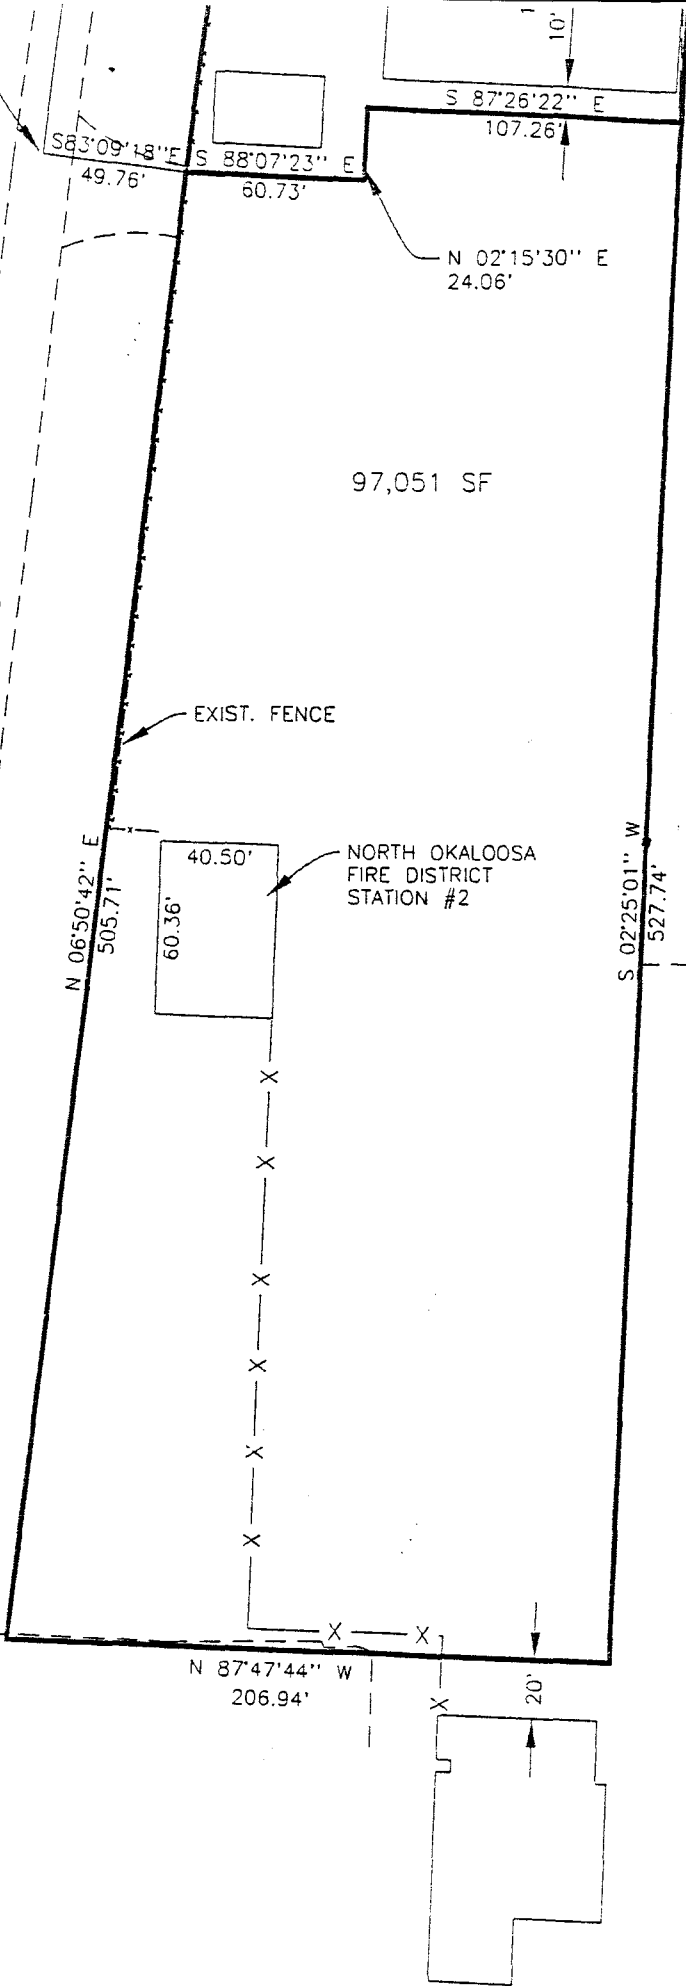 10'
S 87°26'22" E
107.26'
S83°09'18"E
49.76'
S 88°07'23" E
60.73'
N 02°15'30" E
24.06'
97,051 SF
EXIST. FENCE
N 06°50'42" E
505.71'
40.50'
60.36'
NORTH OKALOOSA
FIRE DISTRICT
STATION #2
S 02°25'01" W
527.74'
N 87°47'44" W
206.94'
20'